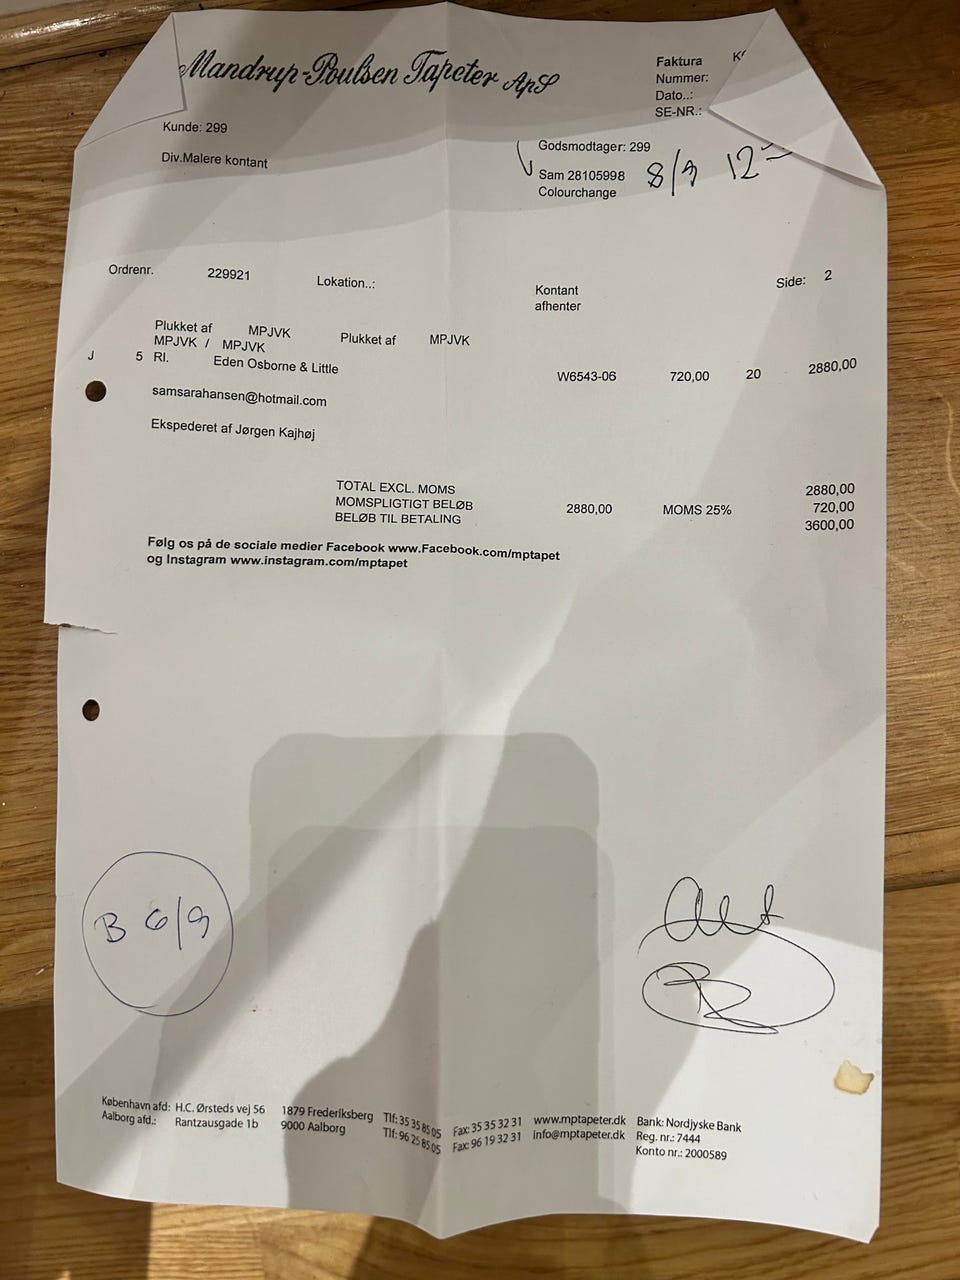 Mandrup-Poulsen Tapeter ApS
Faktura
Nummer:
Dato..:
SE-NR.:
Kunde: 299
Div.Malere kontant
Godsmodtager: 299
Sam 28105998
Colourchange
8/9 12
Ordrenr. 229921 Lokation..:
Kontant
afhenter
Side: 2
Plukket af MPJVK Plukket af MPJVK
MPJVK / MPJVK
J 5 Rl. Eden Osborne & Little W6543-06 720,00 20 2880,00
samsarahansen@hotmail.com
Ekspederet af Jørgen Kajhøj
TOTAL EXCL. MOMS 2880,00
MOMSPLIGTIGT BELØB 2880,00 MOMS 25% 720,00
BELØB TIL BETALING 3600,00
Følg os på de sociale medier Facebook www.Facebook.com/mptapet
og Instagram www.instagram.com/mptapet
B 6/9
København afd: H.C. Ørsteds vej 56 1879 Frederiksberg Tlf: 35 35 85 05 Fax: 35 35 32 31 www.mptapeter.dk Bank: Nordjyske Bank
Aalborg afd.: Rantzausgade 1b 9000 Aalborg Tlf: 96 25 85 05 Fax: 96 19 32 31 info@mptapeter.dk Reg. nr.: 7444
Konto nr.: 2000589